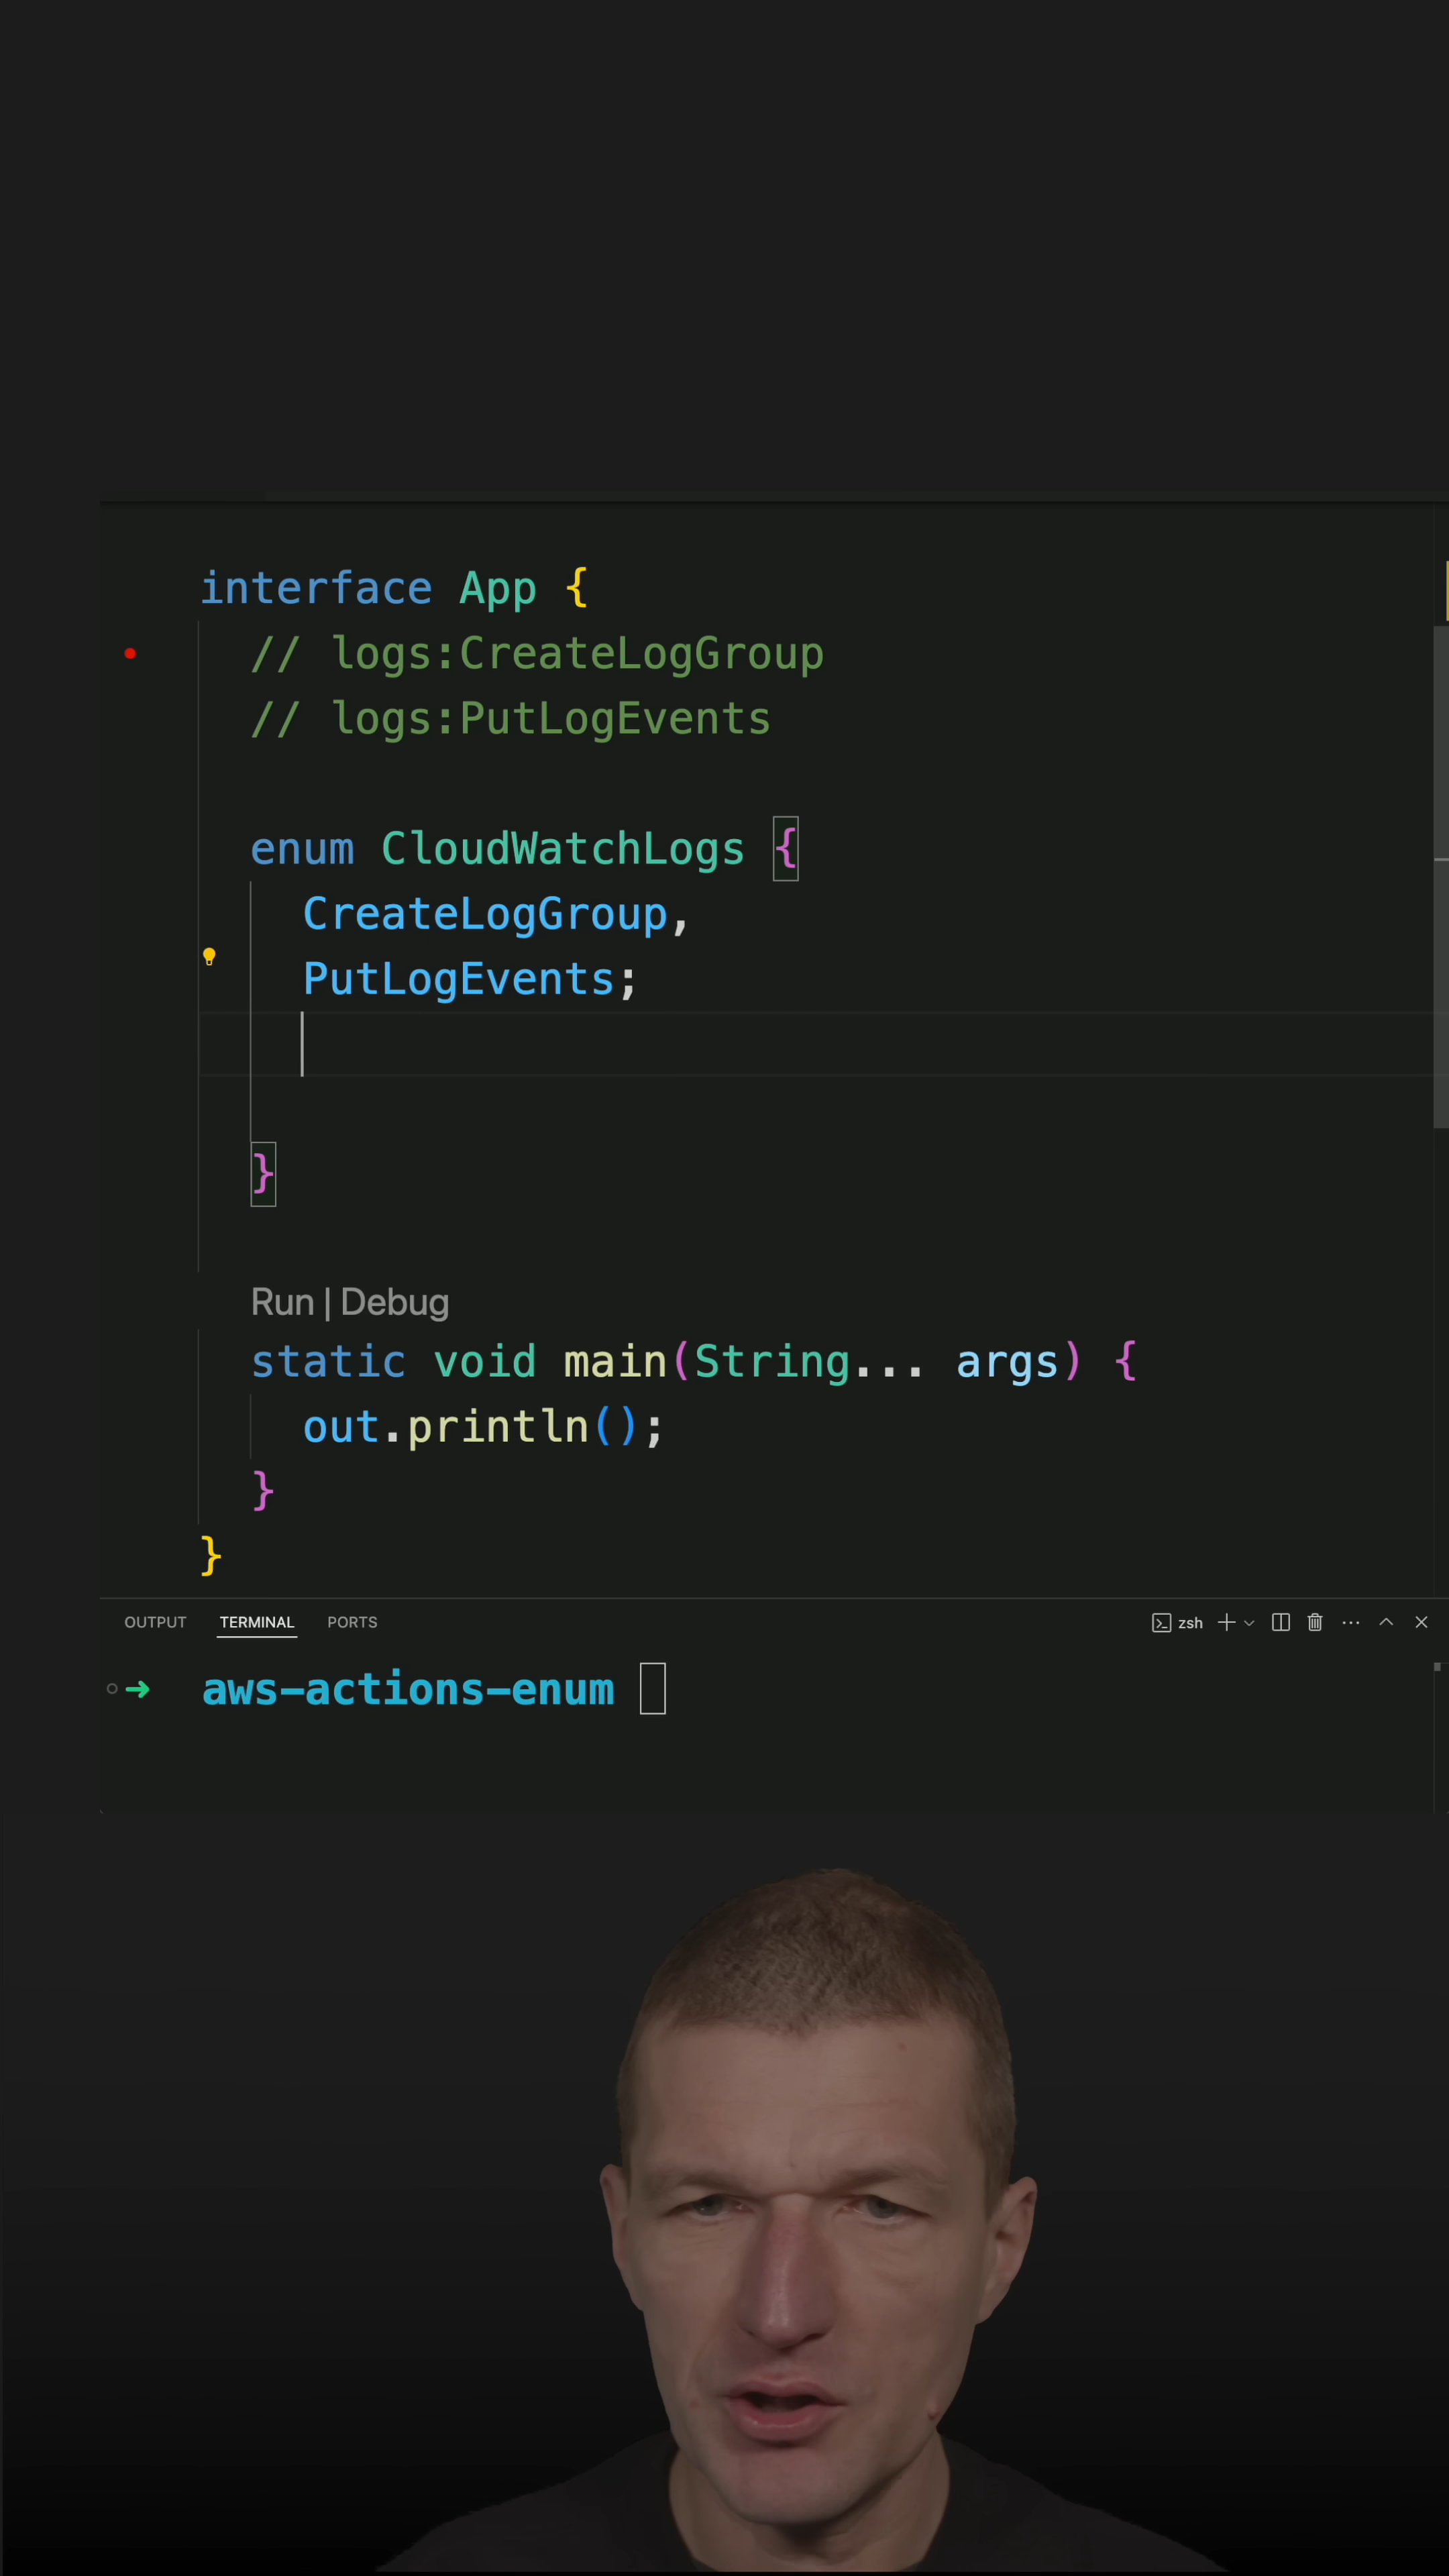 interface App {
// logs:CreateLogGroup
// logs:PutLogEvents
enum CloudWatchLogs {
CreateLogGroup,
PutLogEvents;
}
Run | Debug
static void main(String... args) {
out.println();
}
}
OUTPUT TERMINAL PORTS zsh
aws-actions-enum